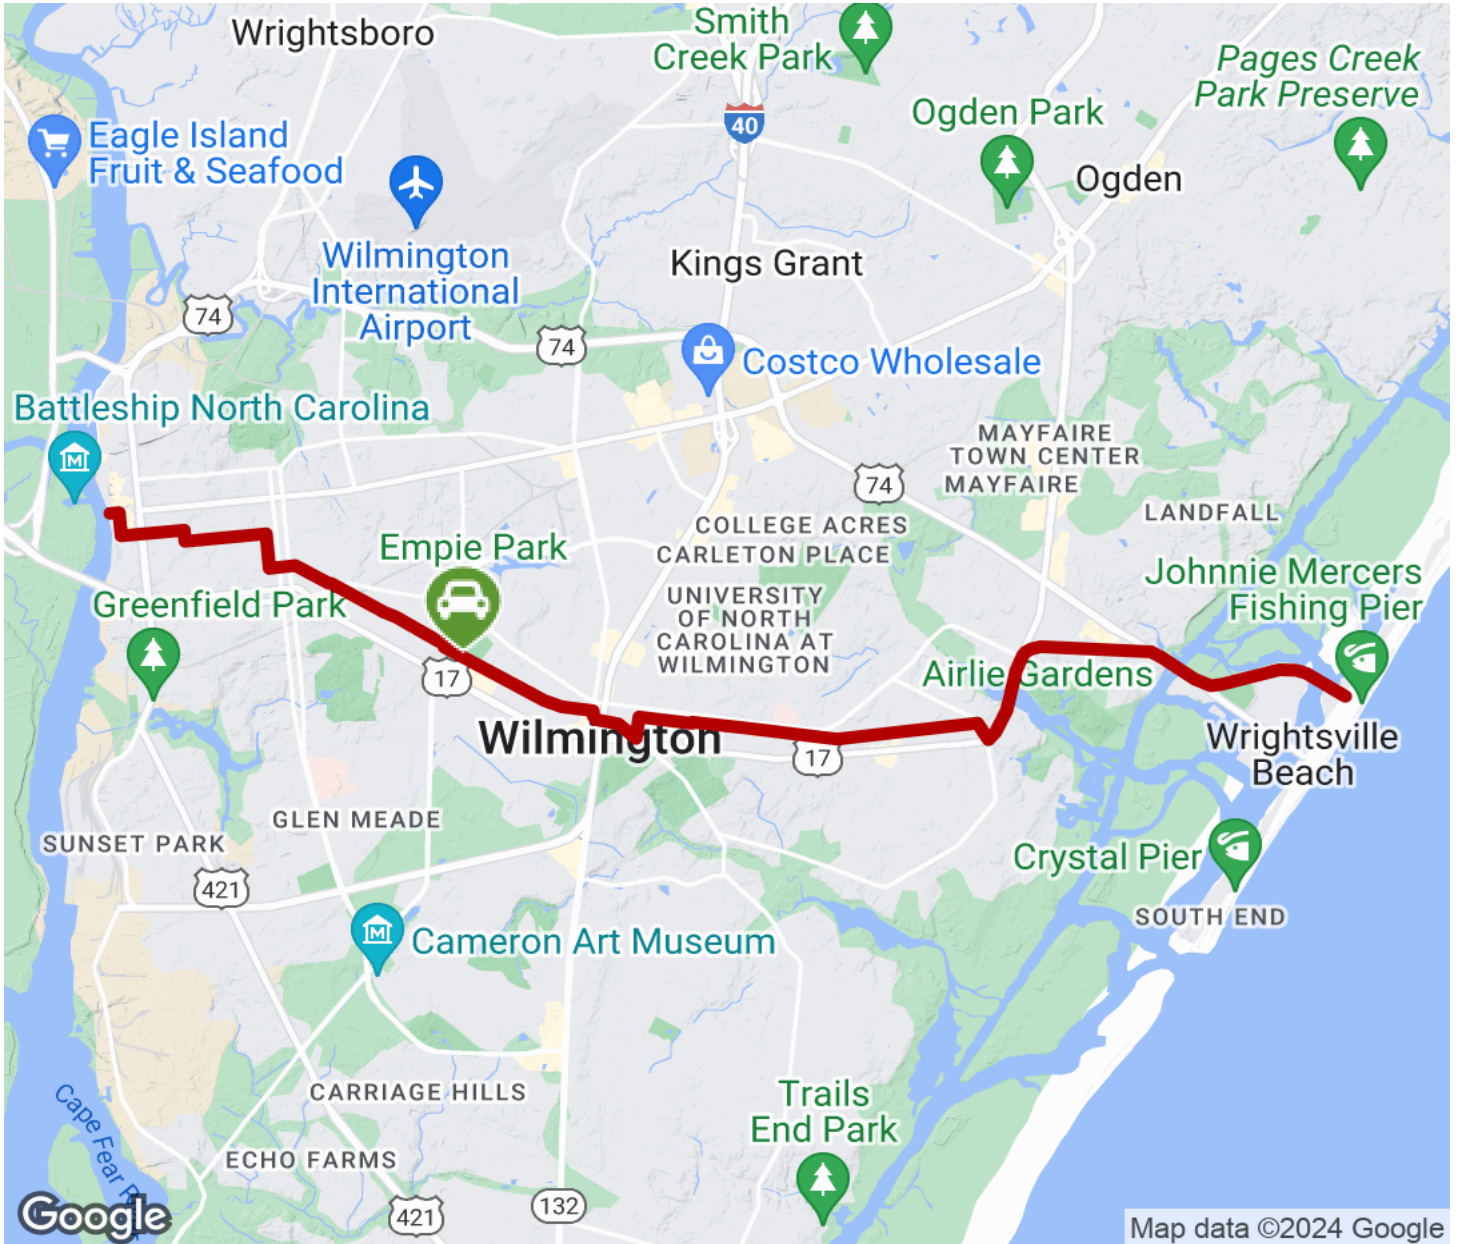 Wrightsboro
Smith
Creek Park
Pages Creek
Park Preserve
40
Ogden Park
Eagle Island
Fruit & Seafood
Ogden
Wilmington
International
Airport
Kings Grant
74
74
Costco Wholesale
Battleship North Carolina
M
MAYFAIRE
TOWN CENTER
MAYFAIRE
74
LANDFALL
COLLEGE ACRES
CARLETON PLACE
Empie Park
Johnnie Mercers
Fishing Pier
Greenfield Park
UNIVERSITY
OF NORTH
CAROLINA AT
WILMINGTON
17
Airlie Gardens
Wilmington
17
Wrightsville
Beach
GLEN MEADE
SUNSET PARK
Crystal Pier
421
SOUTH END
M
Cameron Art Museum
CARRIAGE HILLS
Trails
End Park
Cape Fear R
ECHO FARMS
132
421
Google
Map data ©2024 Google